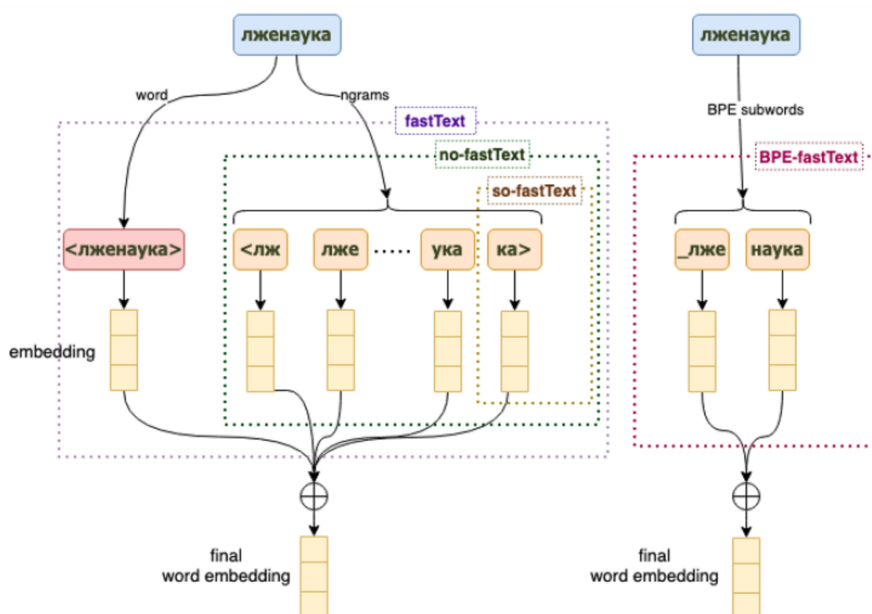 лженаука
лженаука
word
ngrams
BPE subwords
fastText
no-fastText
BPE-fastText
so-fastText
<лженаука>
<лж
лже
.....
ука
ка>
_лже
наука
embedding
final
word embedding
final
word embedding